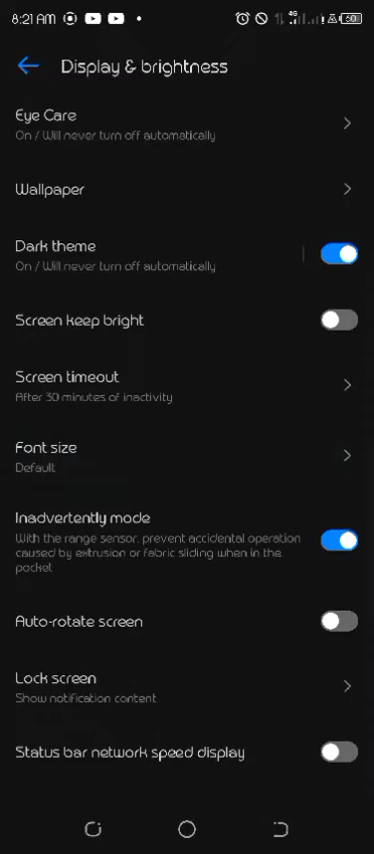 8:21 AM
4G
60
Display & brightness
Eye Care
On / Will never turn off automatically
Wallpaper
Dark theme
On / Will never turn off automatically
Screen keep bright
Screen timeout
After 30 minutes of inactivity
Font size
Default
Inadvertently mode
With the range sensor, prevent accidental operation
caused by extrusion or fabric sliding when in the
pocket
Auto-rotate screen
Lock screen
Show notification content
Status bar network speed display